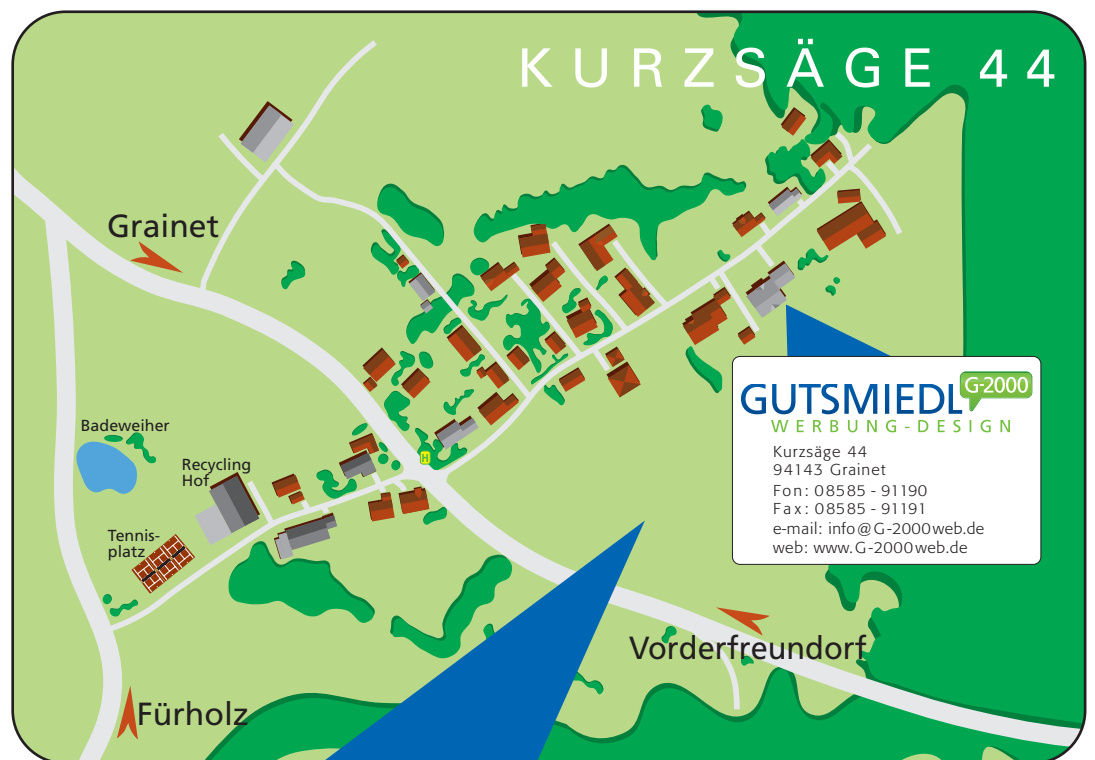 KURZSÄGE 44
Grainet
Badeweiher
Recycling
Hof
Tennis-
platz
H
Fürholz
Vorderfreundorf
GUTSMIEDL G-2000
WERBUNG-DESIGN
Kurzsäge 44
94143 Grainet
Fon: 08585 - 91190
Fax: 08585 - 91191
e-mail: info@G-2000web.de
web: www.G-2000web.de